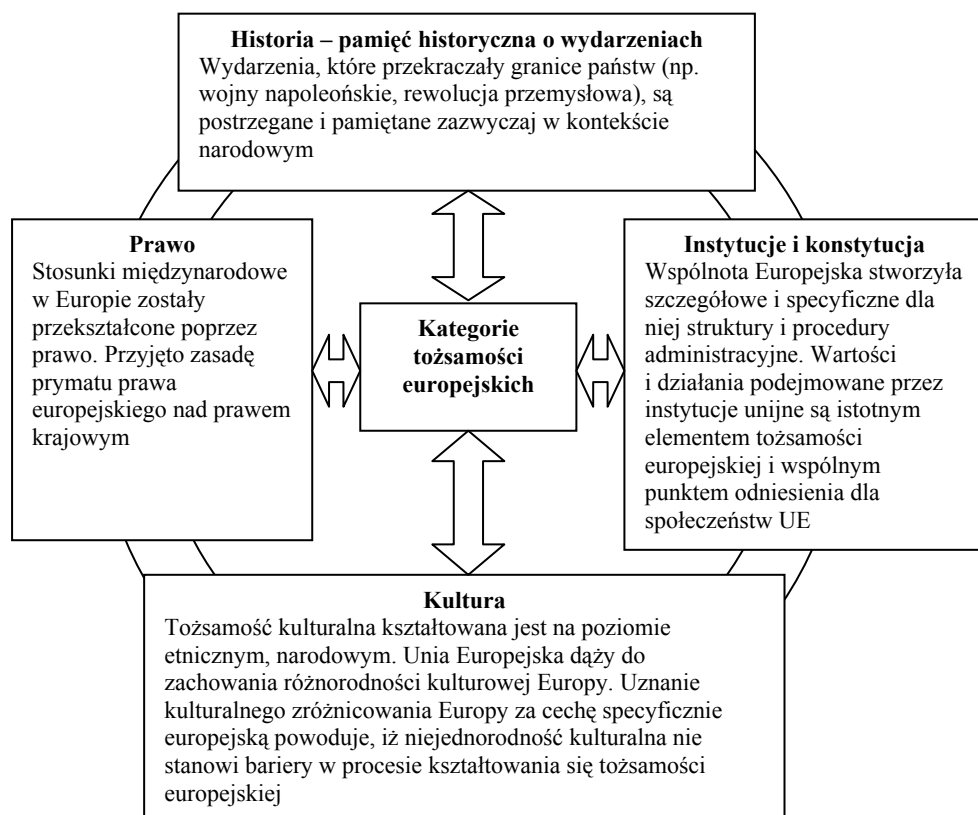 Historia – pamięć historyczna o wydarzeniach
Wydarzenia, które przekraczały granice państw (np.
wojny napoleońskie, rewolucja przemysłowa), są
postrzegane i pamiętane zazwyczaj w kontekście
narodowym
Prawo
Stosunki międzynarodowe
w Europie zostały
przekształcone poprzez
prawo. Przyjęto zasadę
prymatu prawa
europejskiego nad prawem
krajowym
Kategorie
tożsamości
europejskich
Instytucje i konstytucja
Wspólnota Europejska stworzyła
szczegółowe i specyficzne dla
niej struktury i procedury
administracyjne. Wartości
i działania podejmowane przez
instytucje unijne są istotnym
elementem tożsamości
europejskiej i wspólnym
punktem odniesienia dla
społeczeństw UE
Kultura
Tożsamość kulturalna kształtowana jest na poziomie
etnicznym, narodowym. Unia Europejska dąży do
zachowania różnorodności kulturowej Europy. Uznanie
kulturalnego zróżnicowania Europy za cechę specyficznie
europejską powoduje, iż niejednorodność kulturalna nie
stanowi bariery w procesie kształtowania się tożsamości
europejskiej